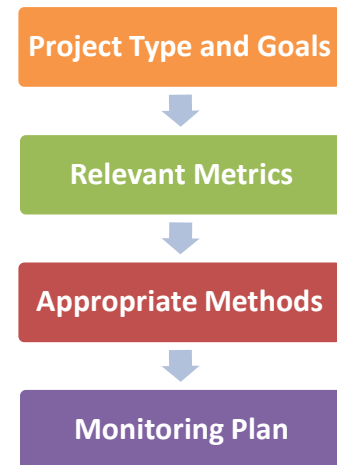 Project Type and Goals
Relevant Metrics
Appropriate Methods
Monitoring Plan